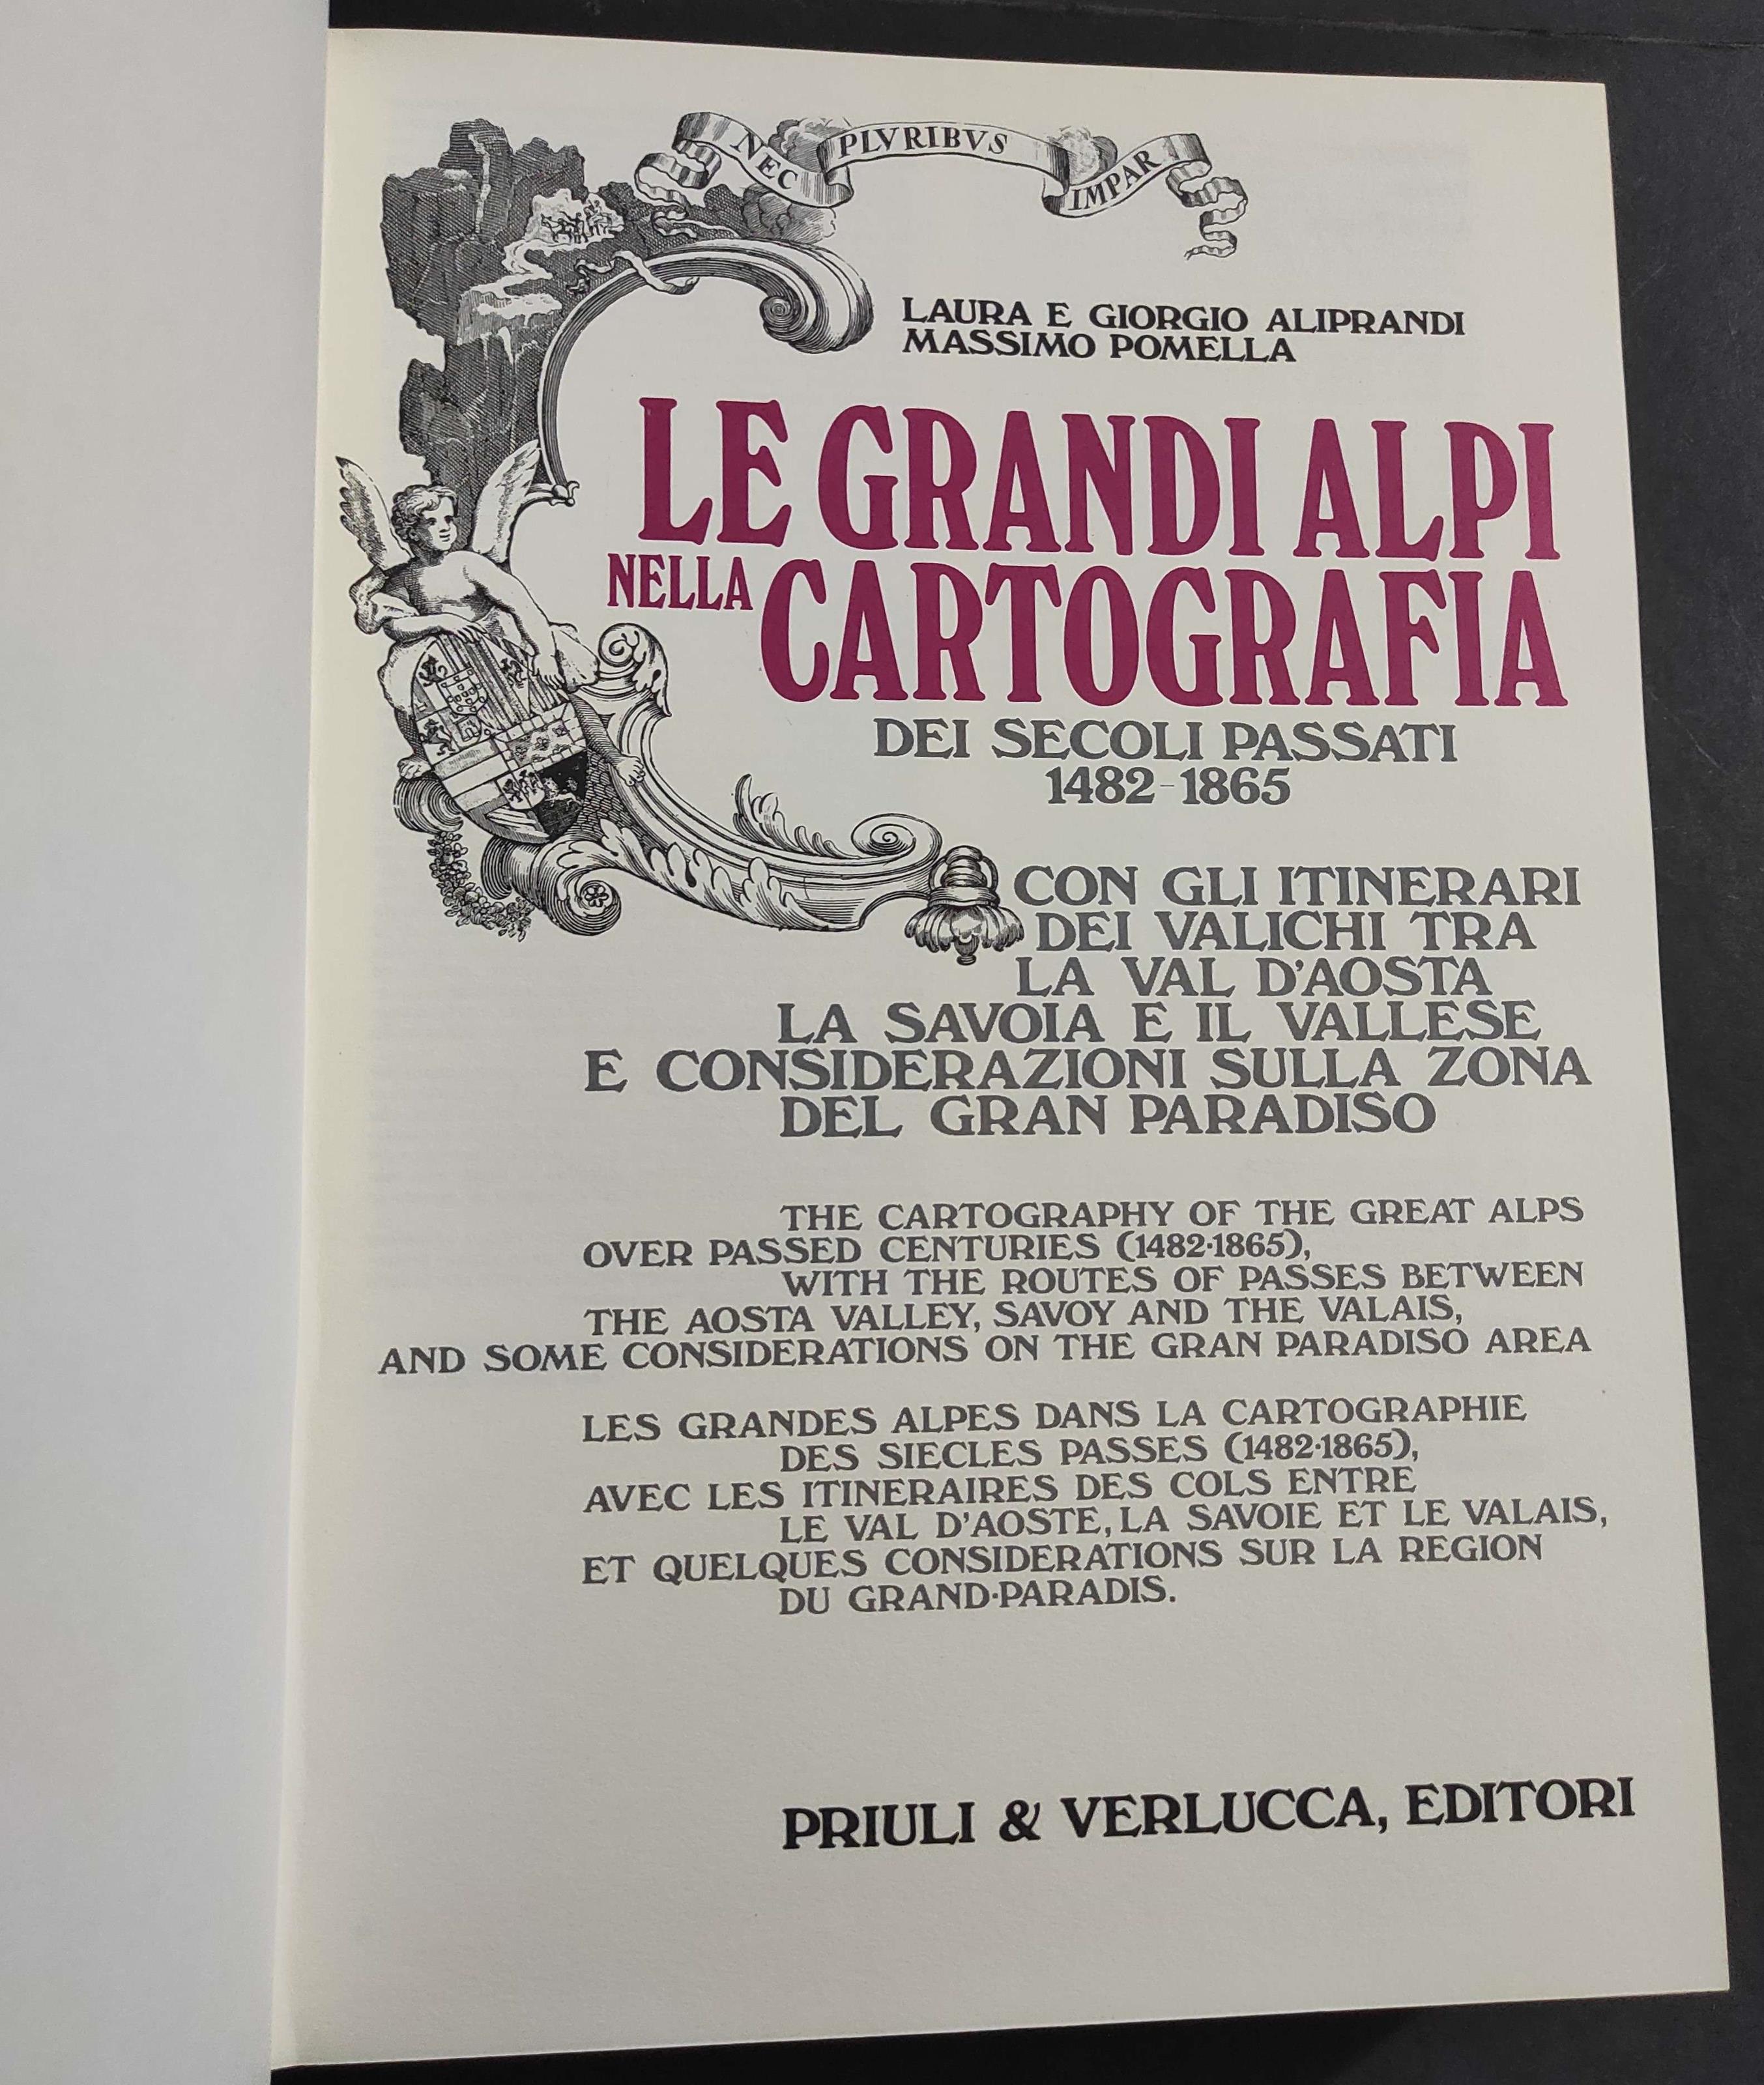 NEC PLVRIBVS IMPAR
LAURA E GIORGIO ALIPRANDI
MASSIMO POMELLA
LE GRANDI ALPI
NELLA CARTOGRAFIA
DEI SECOLI PASSATI
1482-1865
CON GLI ITINERARI
DEI VALICHI TRA
LA VAL D'AOSTA
LA SAVOIA E IL VALLESE
E CONSIDERAZIONI SULLA ZONA
DEL GRAN PARADISO
THE CARTOGRAPHY OF THE GREAT ALPS
OVER PASSED CENTURIES (1482-1865),
WITH THE ROUTES OF PASSES BETWEEN
THE AOSTA VALLEY, SAVOY AND THE VALAIS,
AND SOME CONSIDERATIONS ON THE GRAN PARADISO AREA
LES GRANDES ALPES DANS LA CARTOGRAPHIE
DES SIECLES PASSES (1482-1865),
AVEC LES ITINERAIRES DES COLS ENTRE
LE VAL D'AOSTE, LA SAVOIE ET LE VALAIS,
ET QUELQUES CONSIDERATIONS SUR LA REGION
DU GRAND-PARADIS.
PRIULI & VERLUCCA, EDITORI